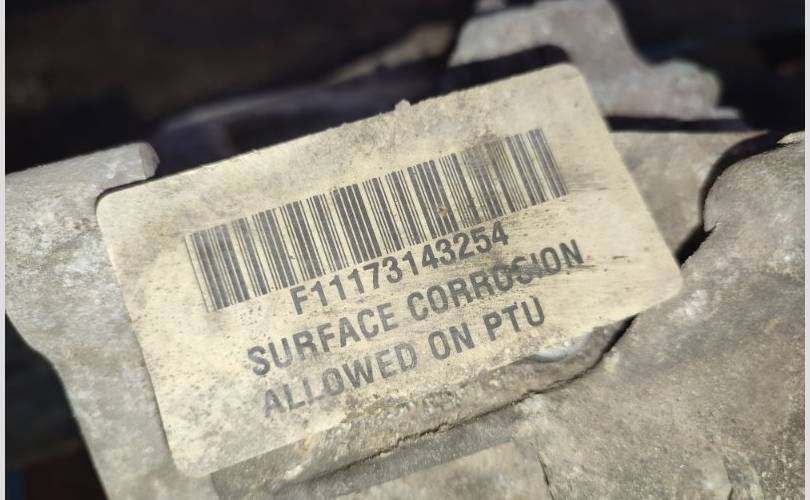 F11173143254
SURFACE CORROSION
ALLOWED ON PTU